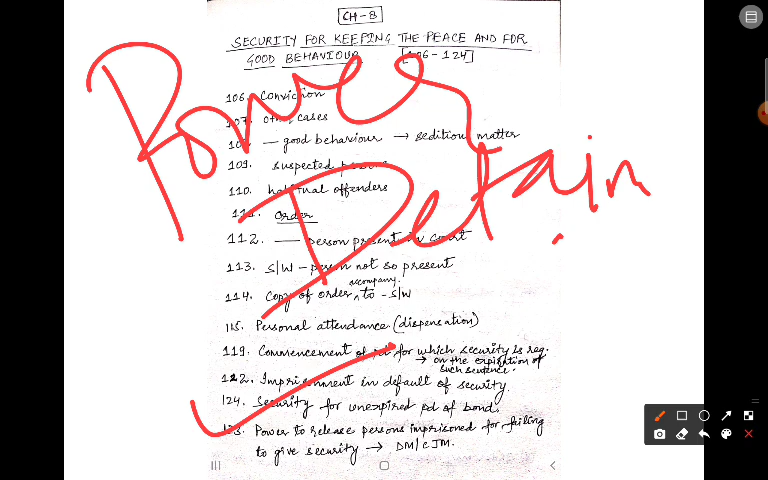 CH-8
SECURITY FOR KEEPING THE PEACE AND FOR
GOOD BEHAVIOUR [106-124]
Power
106. Conviction
107. other cases
108. — good behaviour → seditious matter
109. suspected persons
Detain
110. habitual offenders
111. Order
112. — person present in court
113. S/W - person not so present
114. Copy of order ^ accompany. to - S/W
115. Personal attendance (dispensation)
119. Commencement of pd for which security is req.
→ on the expiration of
such sentence.
122. Imprisonment in default of security.
124. Security for unexpired pd of bond.
123. Power to release persons imprisoned for failing
to give security → DM/CJM.